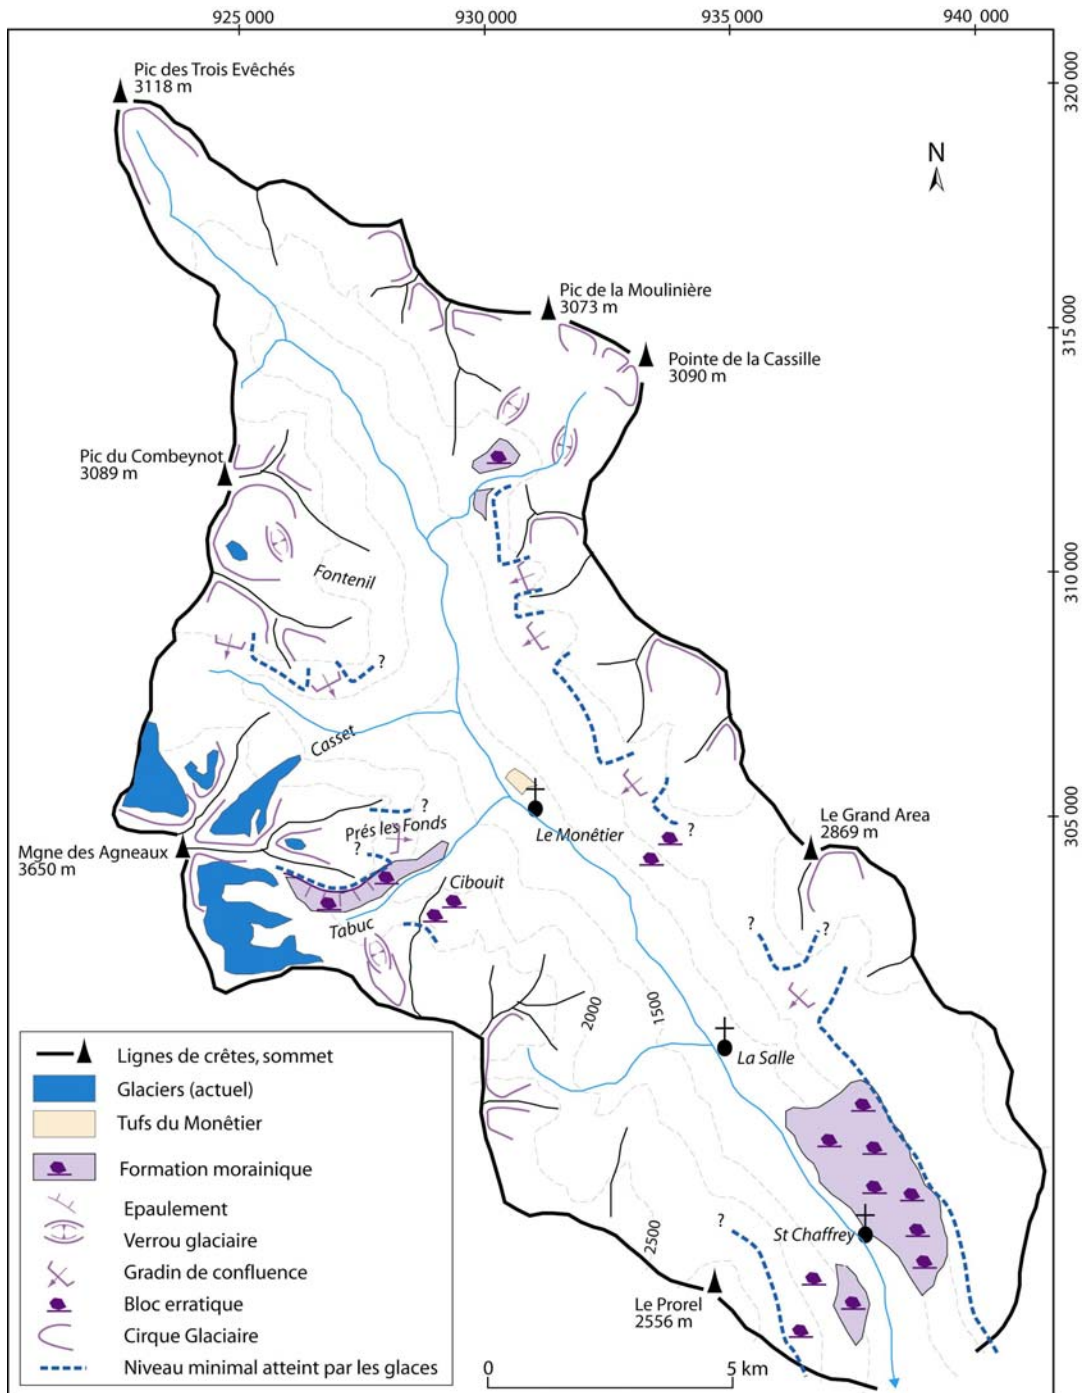 925 000
930 000
935 000
940 000
320 000
315 000
310 000
305 000
N
Pic des Trois Evêchés
3118 m
Pic de la Moulinière
3073 m
Pointe de la Cassille
3090 m
Pic du Combeynot
3089 m
Fontenil
?
Casset
?
Prés les Fonds
?
Le Monêtier
?
Le Grand Area
2869 m
Mgne des Agneaux
3650 m
Cibouit
Tabuc
?
?
2000
1500
La Salle
St Chaffrey
?
2500
Le Prorel
2556 m
Lignes de crêtes, sommet
Glaciers (actuel)
Tufs du Monêtier
Formation morainique
Epaulement
Verrou glaciaire
Gradin de confluence
Bloc erratique
Cirque Glaciaire
Niveau minimal atteint par les glaces
0
5 km